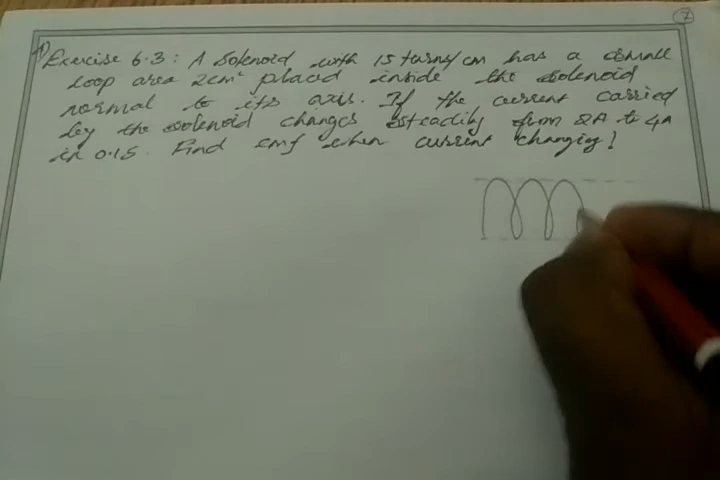 7
Exercise 6.3: A Solenoid with 15 turns/cm has a small
loop area 2cm² placed inside the solenoid
normal to its axis. If the current carried
by the solenoid changes steadily from 2A to 4A
in 0.1S. Find emf when current changing?